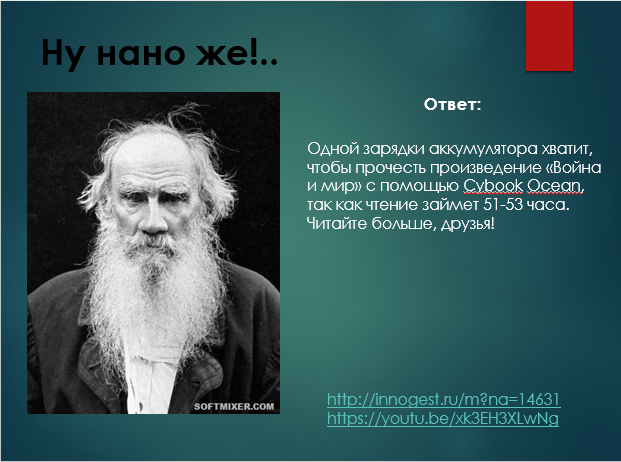 Ну нано же!..
Ответ:
Одной зарядки аккумулятора хватит,
чтобы прочесть произведение «Война
и мир» с помощью Cybook Ocean,
так как чтение займет 51-53 часа.
Читайте больше, друзья!
SOFTMIXER.COM
http://innogest.ru/m?na=14631
https://youtu.be/xk3EH3XLwNg